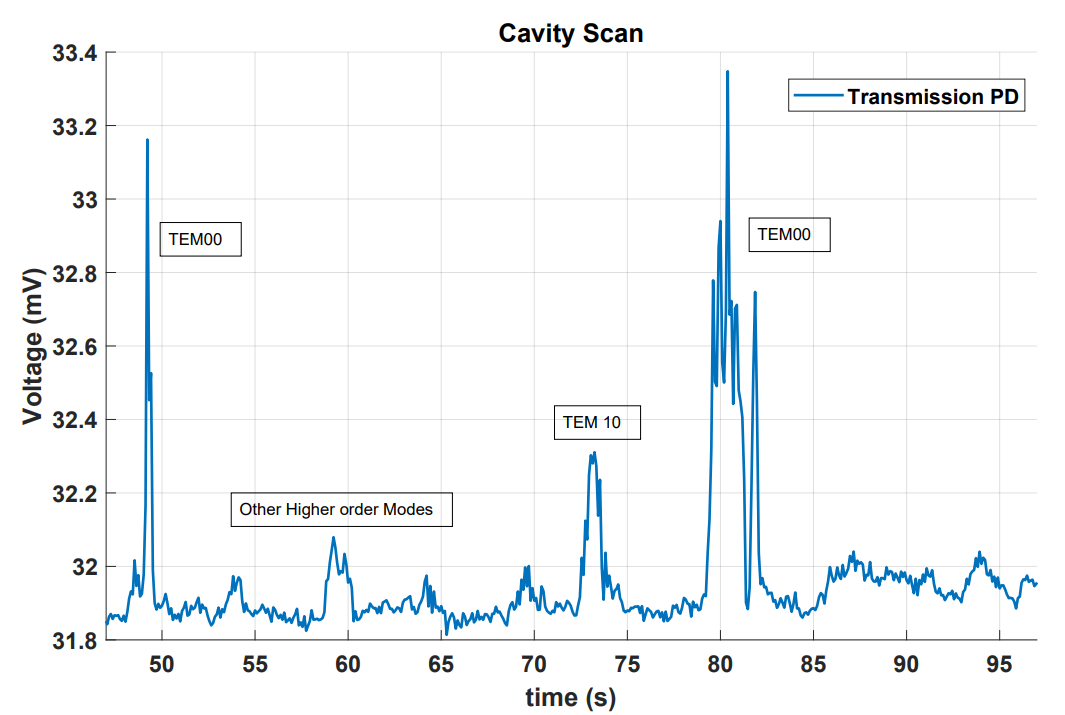 Cavity Scan
33.4
33.2
33
32.8
32.6
32.4
32.2
32
31.8
Voltage (mV)
Transmission PD
TEM00
TEM00
TEM 10
Other Higher order Modes
50 55 60 65 70 75 80 85 90 95
time (s)